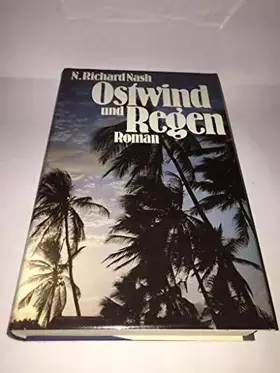 N. Richard Nash
Ostwind
und
Regen
Roman